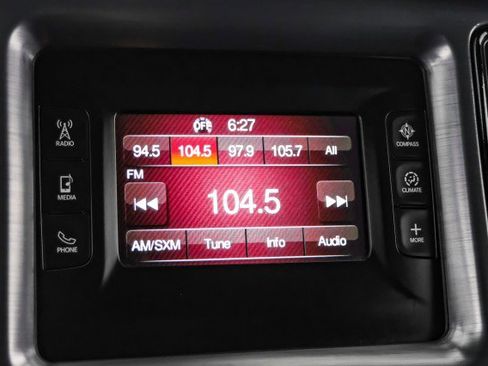 OFF 6:27
94.5 104.5 97.9 105.7 All
FM
104.5
AM/SXM Tune Info Audio
RADIO
MEDIA
PHONE
N
COMPASS
CLIMATE
MORE